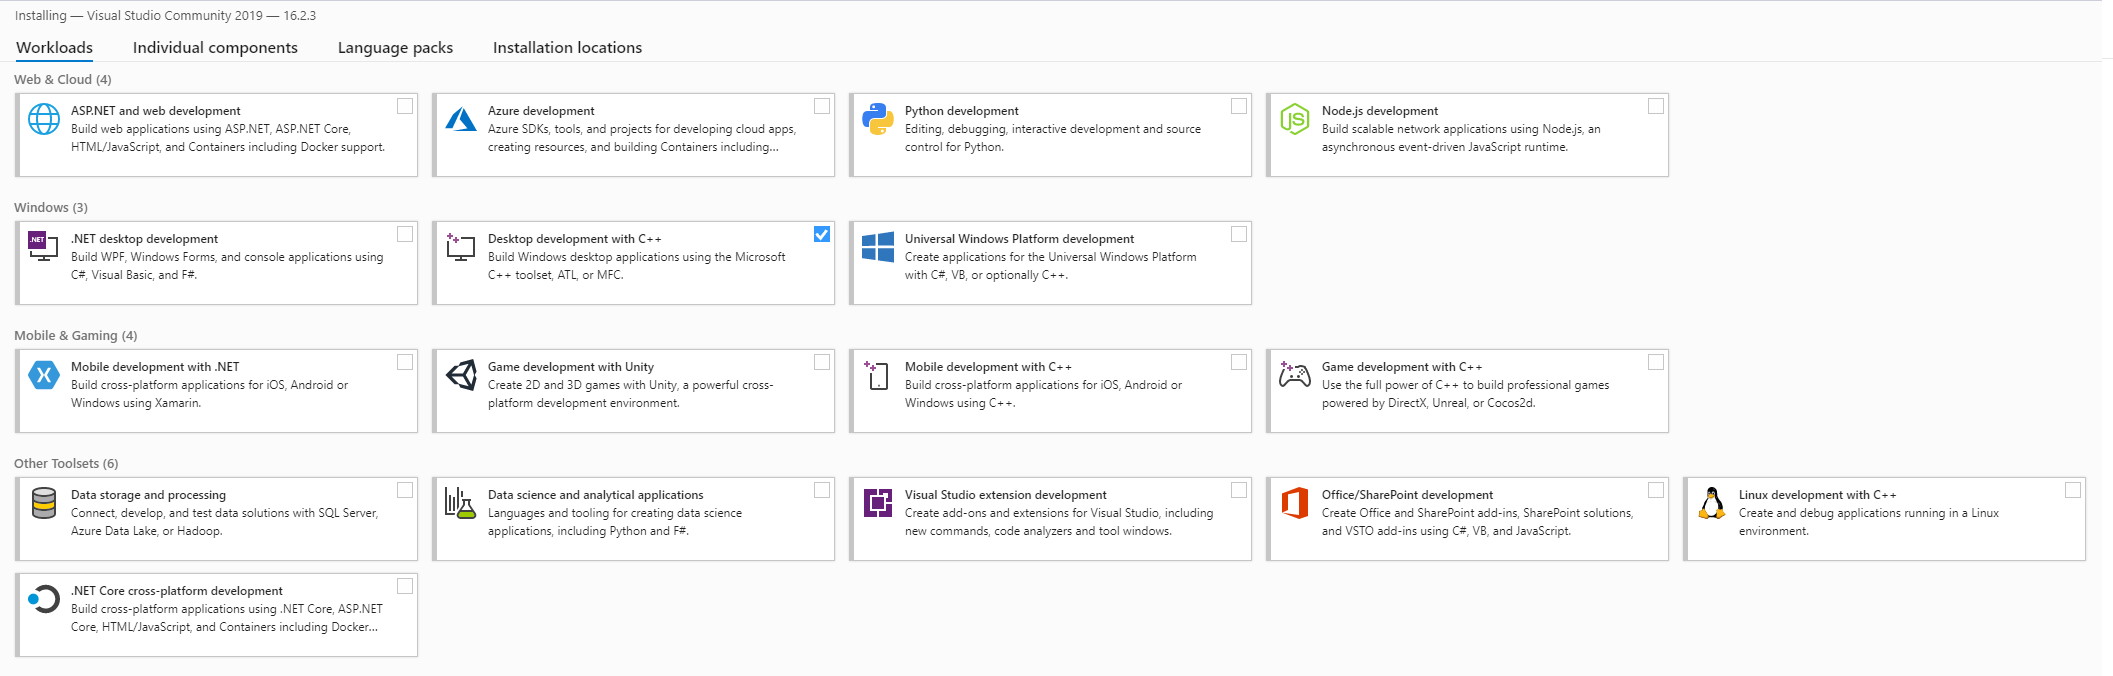 Installing — Visual Studio Community 2019 — 16.2.3
Workloads
Individual components
Language packs
Installation locations
Web & Cloud (4)
ASP.NET and web development
Build web applications using ASP.NET, ASP.NET Core,
HTML/JavaScript, and Containers including Docker support.
Azure development
Azure SDKs, tools, and projects for developing cloud apps,
creating resources, and building Containers including...
Python development
Editing, debugging, interactive development and source
control for Python.
JS
Node.js development
Build scalable network applications using Node.js, an
asynchronous event-driven JavaScript runtime.
Windows (3)
.NET
.NET desktop development
Build WPF, Windows Forms, and console applications using
C#, Visual Basic, and F#.
Desktop development with C++
Build Windows desktop applications using the Microsoft
C++ toolset, ATL, or MFC.
Universal Windows Platform development
Create applications for the Universal Windows Platform
with C#, VB, or optionally C++.
Mobile & Gaming (4)
Mobile development with .NET
Build cross-platform applications for iOS, Android or
Windows using Xamarin.
Game development with Unity
Create 2D and 3D games with Unity, a powerful cross-
platform development environment.
Mobile development with C++
Build cross-platform applications for iOS, Android or
Windows using C++.
Game development with C++
Use the full power of C++ to build professional games
powered by DirectX, Unreal, or Cocos2d.
Other Toolsets (6)
Data storage and processing
Connect, develop, and test data solutions with SQL Server,
Azure Data Lake, or Hadoop.
Data science and analytical applications
Languages and tooling for creating data science
applications, including Python and F#.
Visual Studio extension development
Create add-ons and extensions for Visual Studio, including
new commands, code analyzers and tool windows.
Office/SharePoint development
Create Office and SharePoint add-ins, SharePoint solutions,
and VSTO add-ins using C#, VB, and JavaScript.
Linux development with C++
Create and debug applications running in a Linux
environment.
.NET Core cross-platform development
Build cross-platform applications using .NET Core, ASP.NET
Core, HTML/JavaScript, and Containers including Docker...